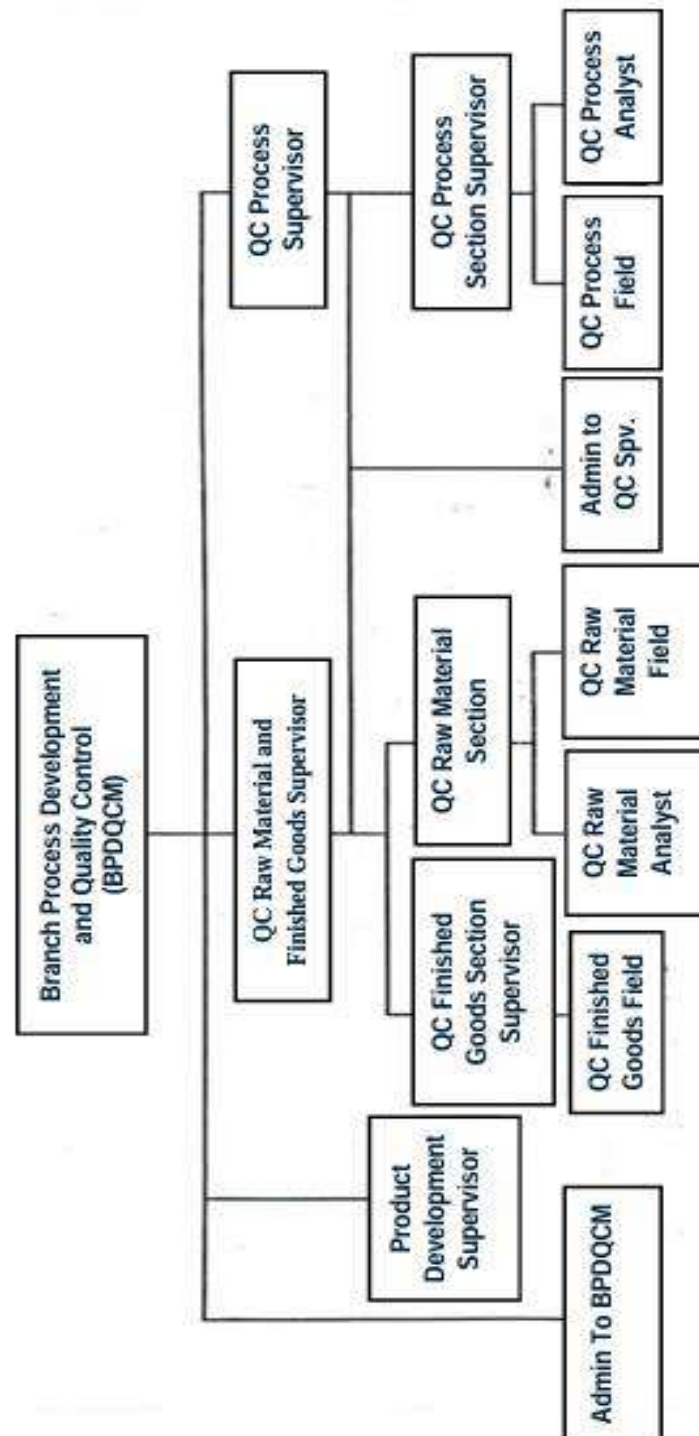 Branch Process Development
and Quality Control
(BPDQCM)
QC Raw Material and
Finished Goods Supervisor
QC Process
Supervisor
Product
Development
Supervisor
QC Finished
Goods Section
Supervisor
QC Raw Material
Section
QC Process
Section Supervisor
Admin To BPDQCM
QC Finished
Goods Field
QC Raw
Material
Analyst
QC Raw
Material
Field
Admin to
QC Spv.
QC Process
Field
QC Process
Analyst